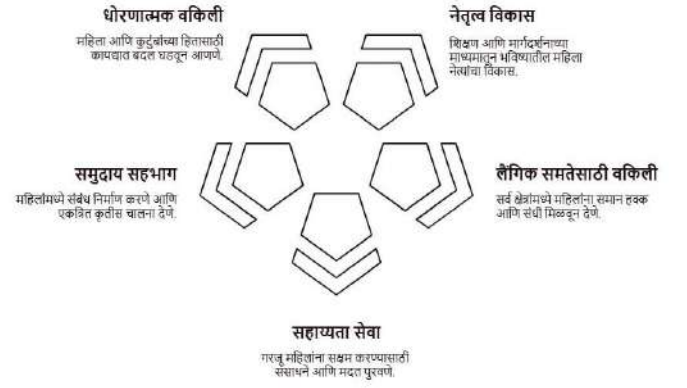 धोरणात्मक वकिली
महिला आणि कुटुंबांच्या हितासाठी
कायद्यात बदल घडवून आणणे.
नेतृत्व विकास
शिक्षण आणि मार्गदर्शनाच्या
माध्यमातून भविष्यातील महिला
नेत्यांचा विकास.
समुदाय सहभाग
महिलांमध्ये संबंध निर्माण करणे आणि
एकत्रित कृतीस चालना देणे.
लैंगिक समतेसाठी वकिली
सर्व क्षेत्रांमध्ये महिलांना समान हक्क
आणि संधी मिळवून देणे.
सहाय्यता सेवा
गरजू महिलांना सक्षम करण्यासाठी
संसाधने आणि मदत पुरवणे.